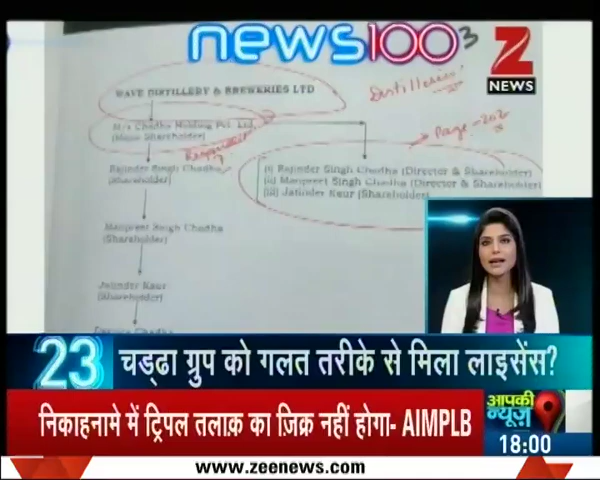 news100
3
Z
NEWS
WAVE DISTILLERY & BREWERIES LTD
Distilleries
M/s Chadha Holding Pvt. Ltd.
(Major Shareholder)
Page-202
Rajinder Singh Chadha
(Shareholder)
(i) Rajinder Singh Chadha (Director & Shareholder)
(ii) Manpreet Singh Chadha (Director & Shareholder)
(iii) Jatinder Kaur (Shareholder)
Manpreet Singh Chadha
(Shareholder)
Jatinder Kaur
(Shareholder)
23 चड्ढा ग्रुप को गलत तरीके से मिला लाइसेंस?
निकाहनामे में ट्रिपल तलाक़ का ज़िक्र नहीं होगा- AIMPLB
आपकी
न्यूज़
18:00
www.zeenews.com